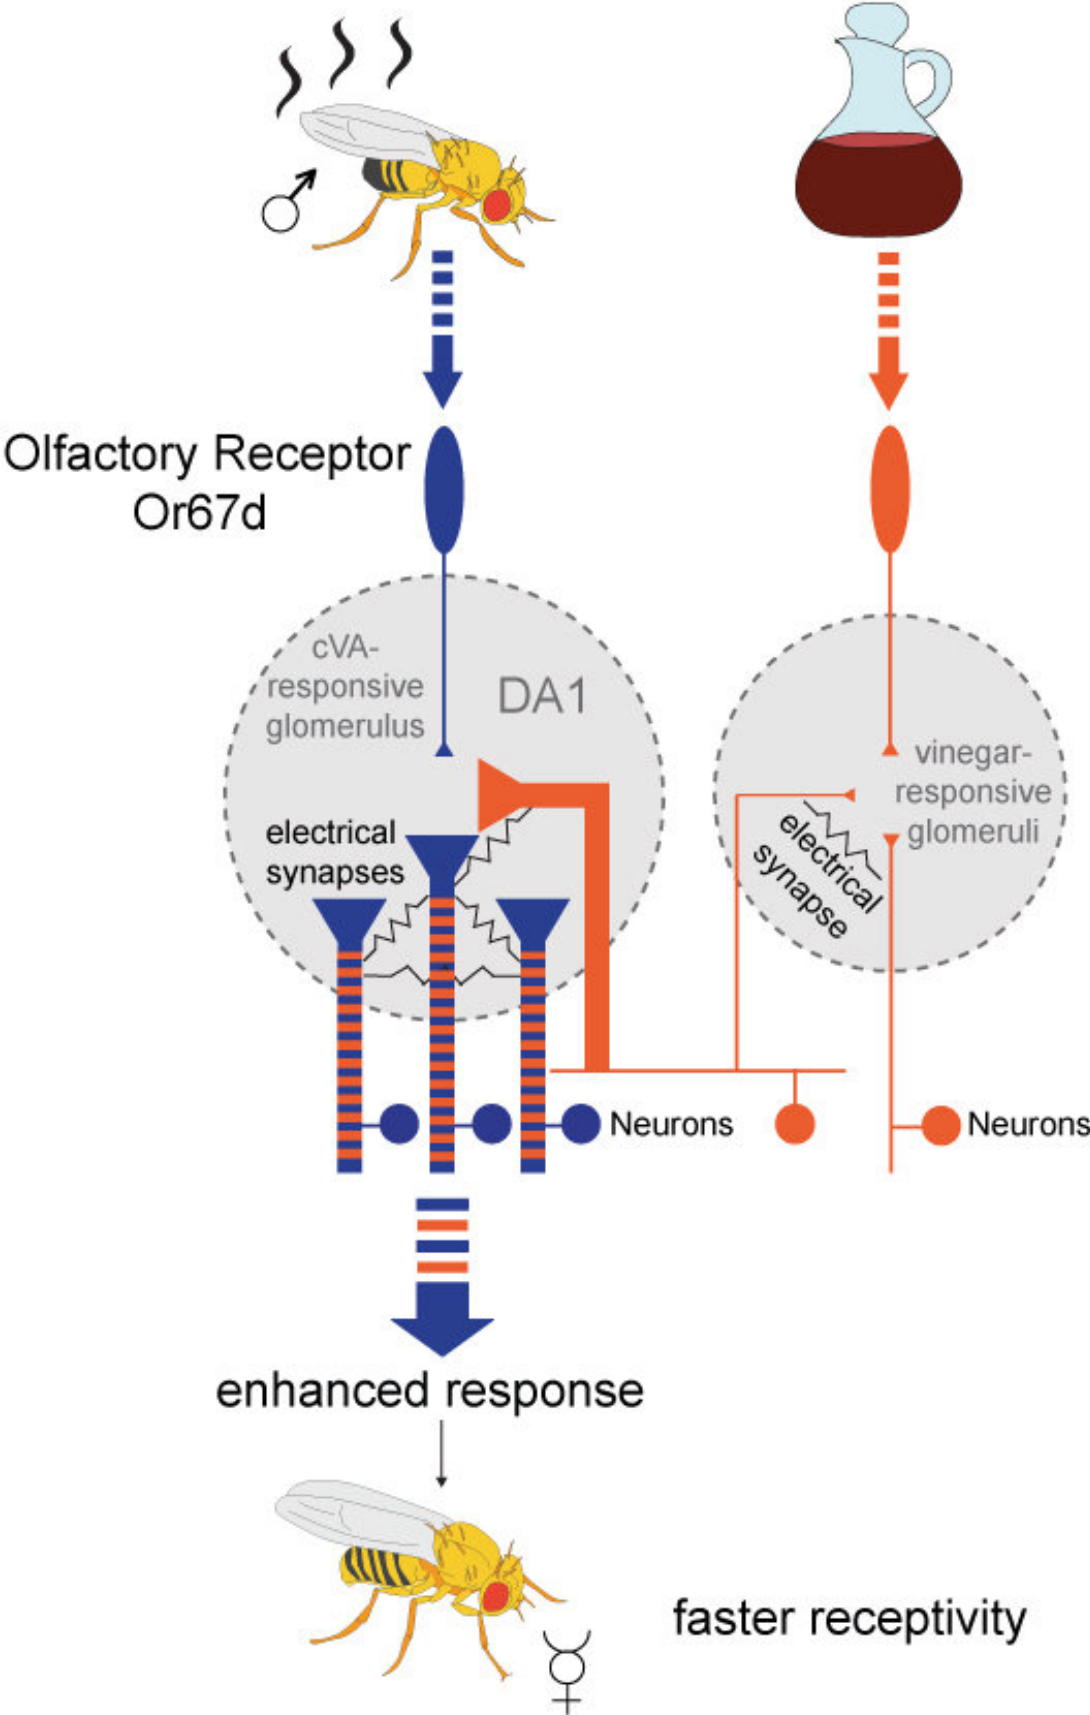 Olfactory Receptor
Or67d
cVA-
responsive
glomerulus
DA1
vinegar-
responsive
glomeruli
electrical
synapses
electrical
synapse
Neurons
Neurons
enhanced response
faster receptivity